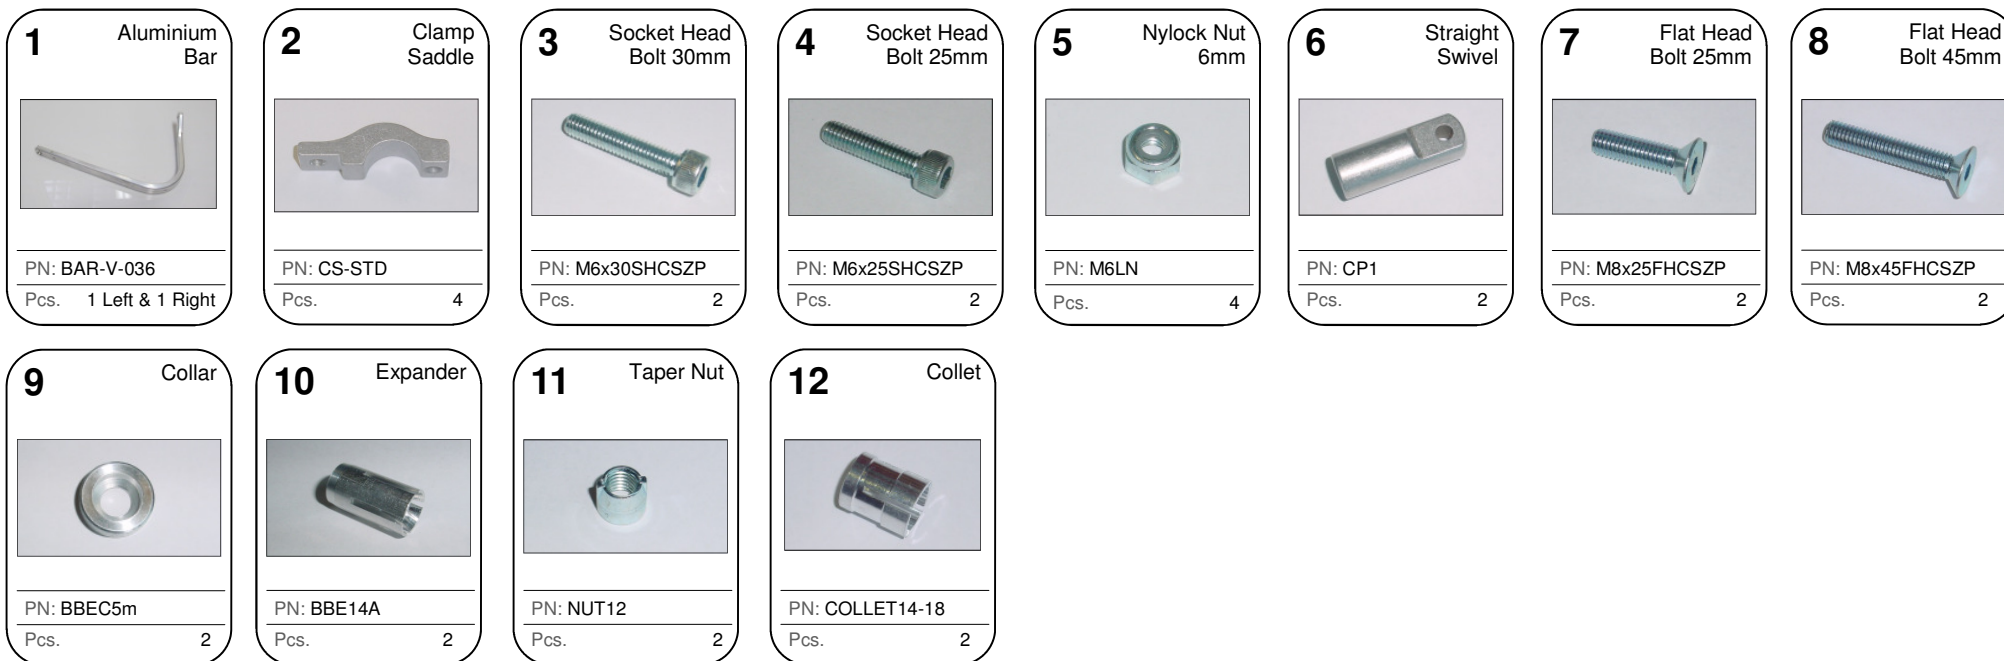 1
Aluminium
Bar
PN: BAR-V-036
Pcs. 1 Left & 1 Right
2
Clamp
Saddle
PN: CS-STD
Pcs. 4
3
Socket Head
Bolt 30mm
PN: M6x30SHCSZP
Pcs. 2
4
Socket Head
Bolt 25mm
PN: M6x25SHCSZP
Pcs. 2
5
Nylock Nut
6mm
PN: M6LN
Pcs. 4
6
Straight
Swivel
PN: CP1
Pcs. 2
7
Flat Head
Bolt 25mm
PN: M8x25FHCSZP
Pcs. 2
8
Flat Head
Bolt 45mm
PN: M8x45FHCSZP
Pcs. 2
9
Collar
PN: BBEC5m
Pcs. 2
10
Expander
PN: BBE14A
Pcs. 2
11
Taper Nut
PN: NUT12
Pcs. 2
12
Collet
PN: COLLET14-18
Pcs. 2